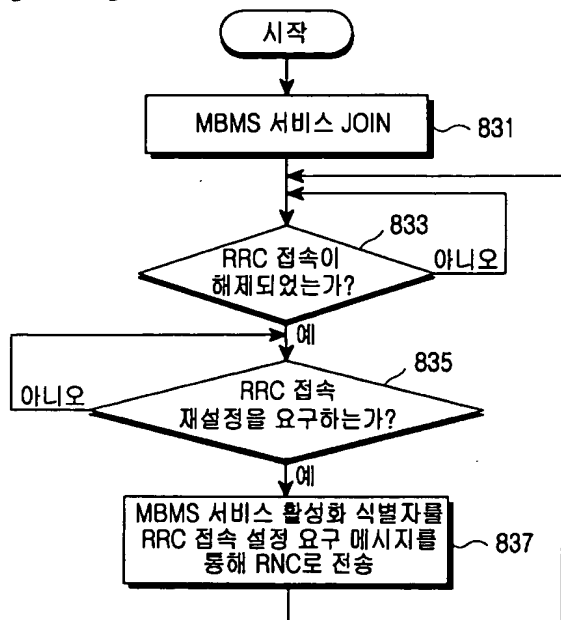 시작
MBMS 서비스 JOIN
831
833
RRC 접속이
해제되었는가?
아니오
예
835
RRC 접속
재설정을 요구하는가?
아니오
예
MBMS 서비스 활성화 식별자를
RRC 접속 설정 요구 메시지를
통해 RNC로 전송
837